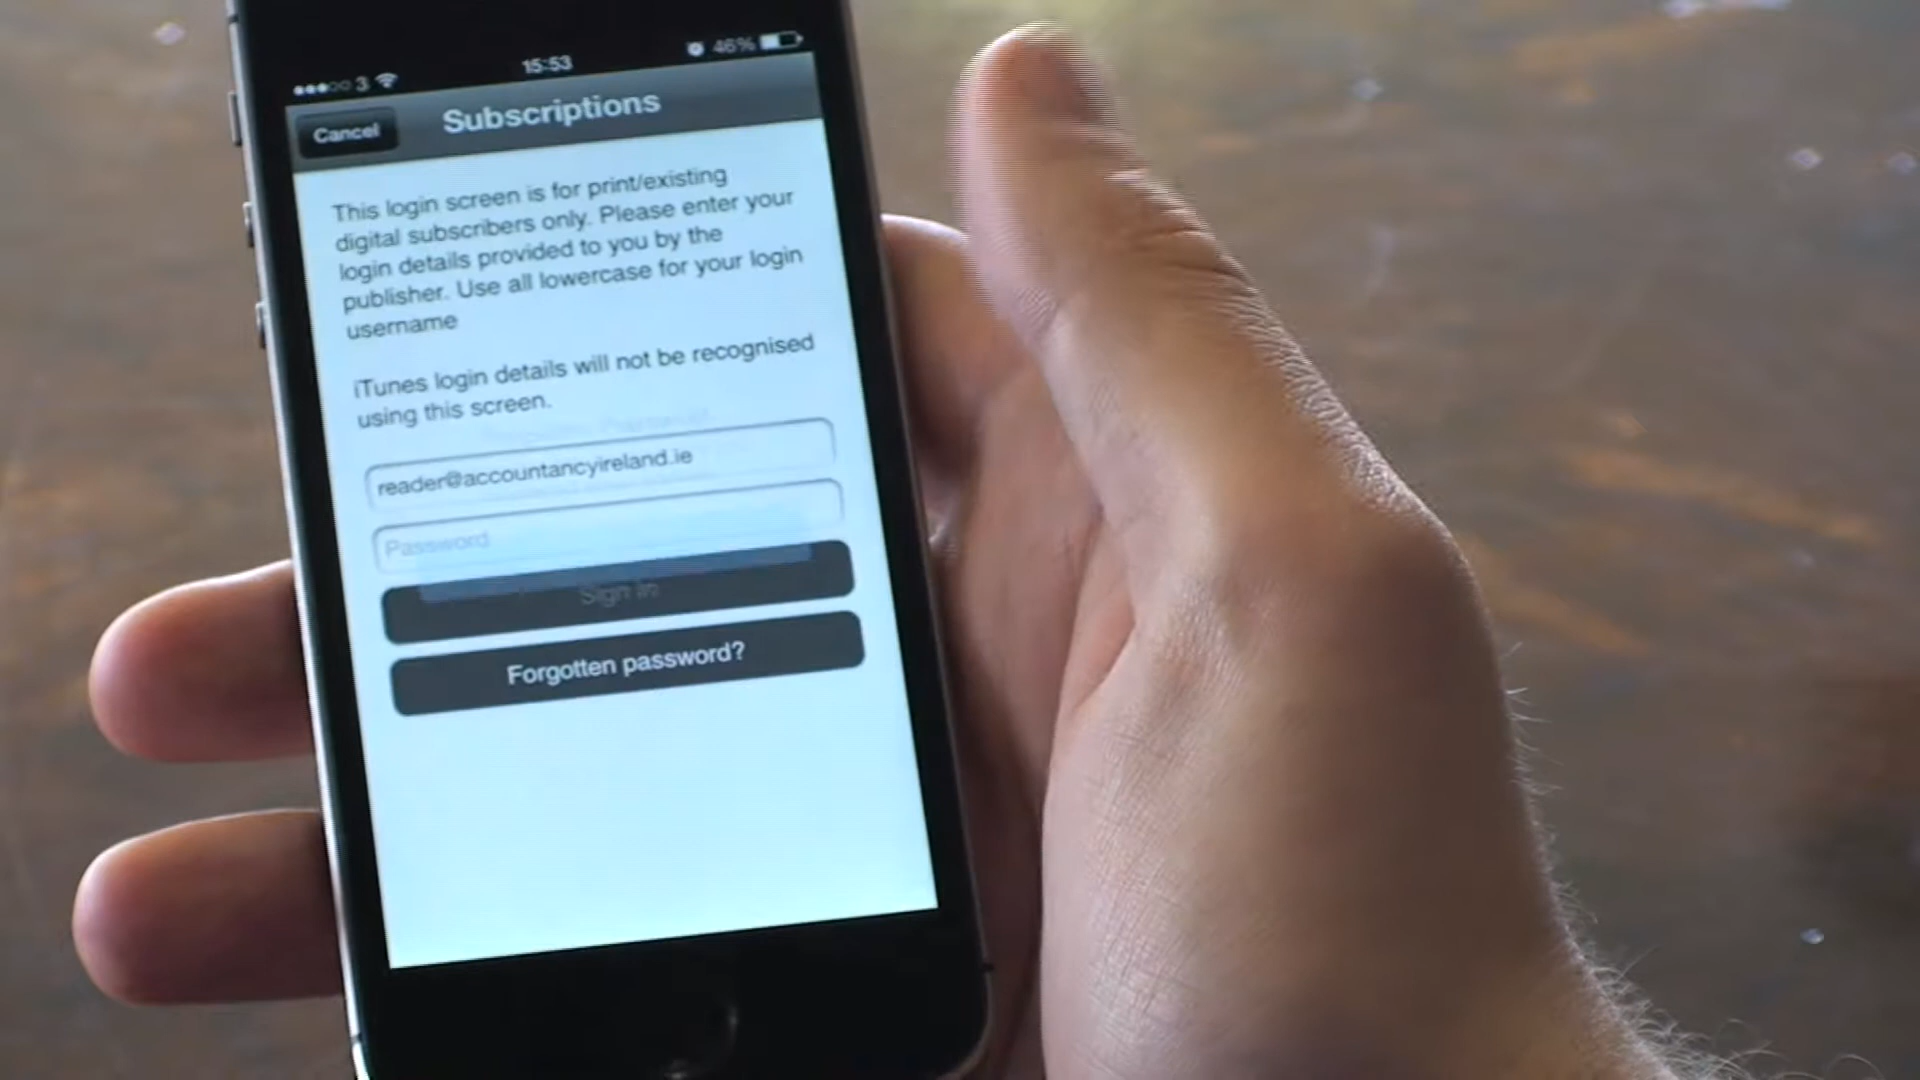 3 15:53 46%
Cancel Subscriptions
This login screen is for print/existing
digital subscribers only. Please enter your
login details provided to you by the
publisher. Use all lowercase for your login
username
iTunes login details will not be recognised
using this screen.
reader@accountancyireland.ie
Password
Sign in
Forgotten password?